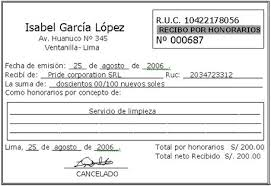 Isabel García López
Av. Huanuco Nº 345
Ventanilla- Lima
R.U.C. 10422178056
RECIBO POR HONORARIOS
Nº 000687
Fecha de emisión: 25 de agosto de 2006
Recibí de: Pride corporation SRL Ruc: 2034723312
La suma de: doscientos 00/100 nuevos soles
Como honorarios por concepto de:
Servicio de limpieza
Lima, 25 de agosto de 2006 Total por honorarios S/. 200.00
Total neto Recibido S/. 200.00
CANCELADO